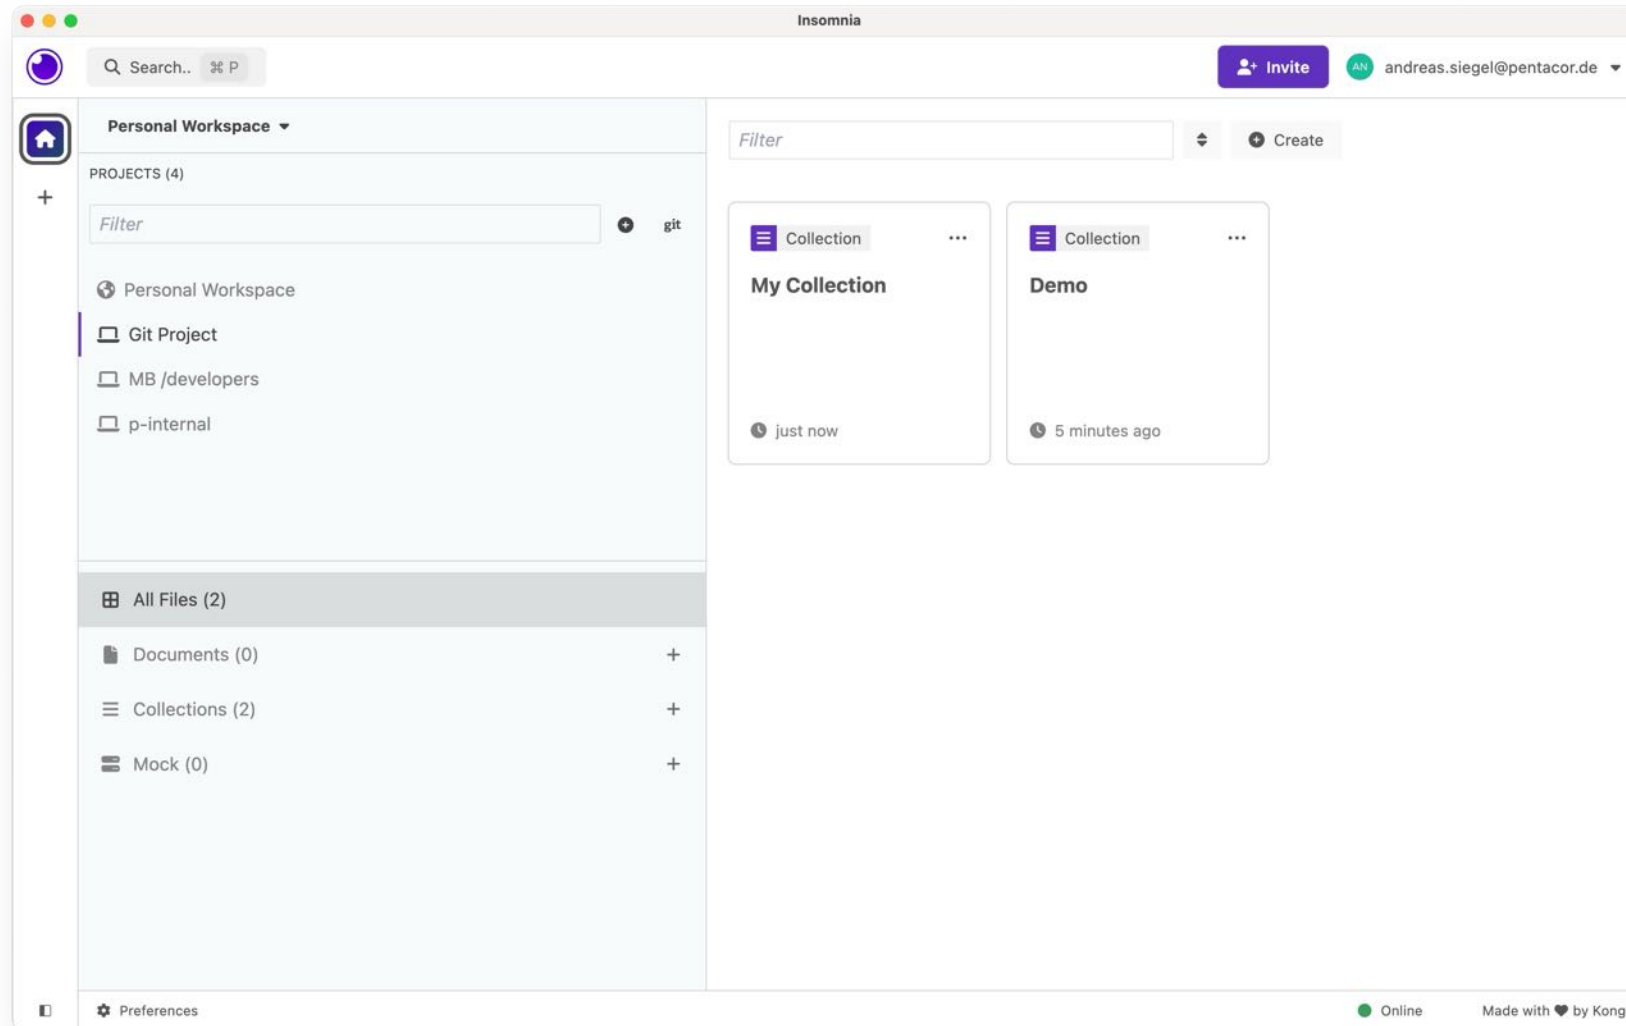 Insomnia
Search.. ⌘ P
Invite
AN
andreas.siegel@pentacor.de
Personal Workspace
PROJECTS (4)
Filter
git
Personal Workspace
Git Project
MB /developers
p-internal
All Files (2)
Documents (0)
Collections (2)
Mock (0)
Filter
Create
Collection
My Collection
just now
Collection
Demo
5 minutes ago
Preferences
Online
Made with ♥ by Kong